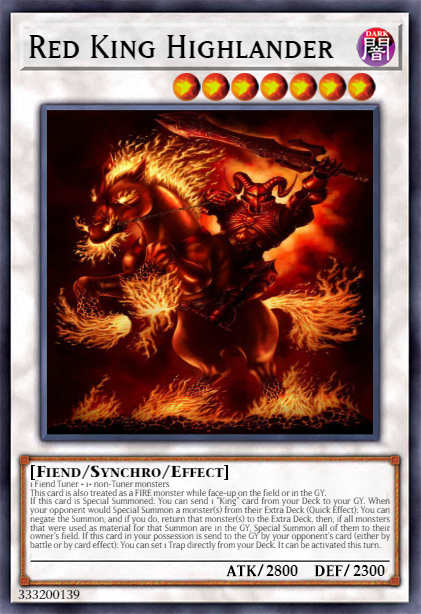 Red King Highlander
DARK
闇
[Fiend/Synchro/Effect]
1 Fiend Tuner + 1+ non-Tuner monsters
This card is also treated as a FIRE monster while face-up on the field or in the GY.
If this card is Special Summoned: You can send 1 "King" card from your Deck to your GY. When
your opponent would Special Summon a monster(s) from their Extra Deck (Quick Effect): You can
negate the Summon, and if you do, return that monster(s) to the Extra Deck, then, if all monsters
that were used as material for that Summon are in the GY, Special Summon all of them to their
owner's field. If this card in your possession is send to the GY by your opponent's card (either by
battle or by card effect): You can set 1 Trap directly from your Deck. It can be activated this turn.
ATK/2800 DEF/2300
333200139